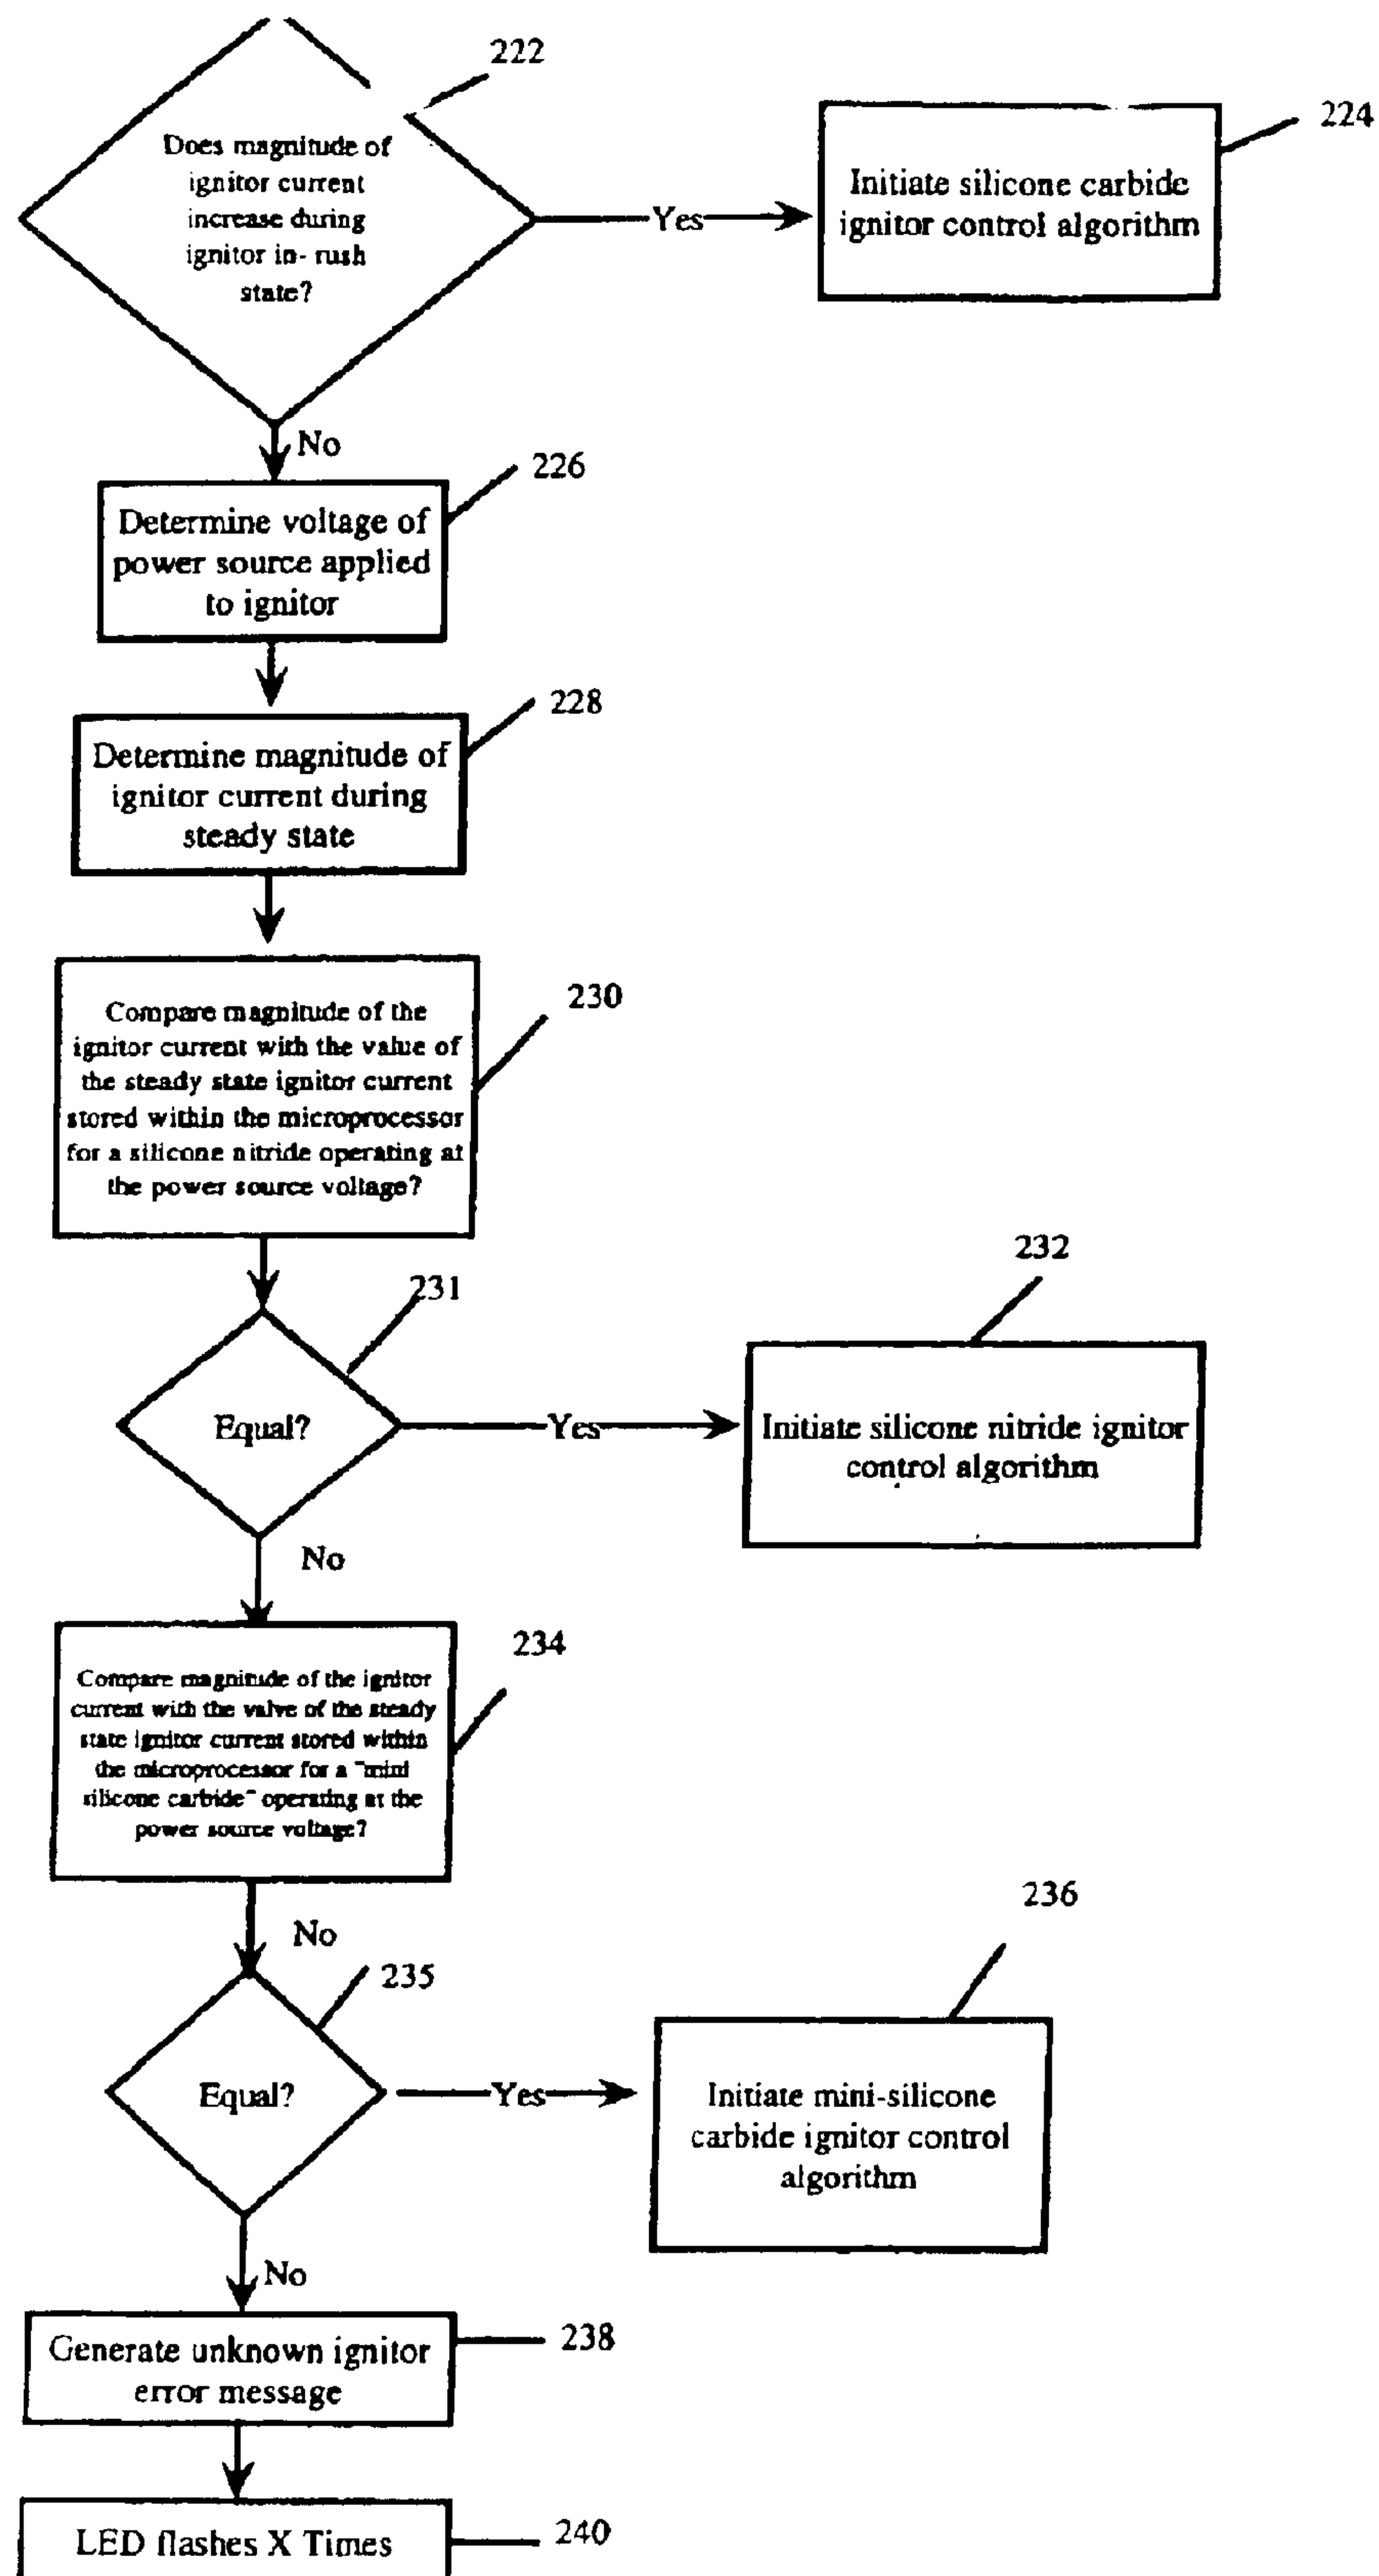 222
Does magnitude of
ignitor current
increase during
ignitor in- rush
state?
Yes
224
Initiate silicone carbide
ignitor control algorithm
No
226
Determine voltage of
power source applied
to ignitor
228
Determine magnitude of
ignitor current during
steady state
230
Compare magnitude of the
ignitor current with the value of
the steady state ignitor current
stored within the microprocessor
for a silicone nitride operating at
the power source voltage?
231
Equal?
Yes
232
Initiate silicone nitride ignitor
control algorithm
No
234
Compare magnitude of the ignitor
current with the valve of the steady
state ignitor current stored within
the microprocessor for a "mini
silicone carbide" operating at the
power source voltage?
No
235
Equal?
Yes
236
Initiate mini-silicone
carbide ignitor control
algorithm
No
238
Generate unknown ignitor
error message
240
LED flashes X Times